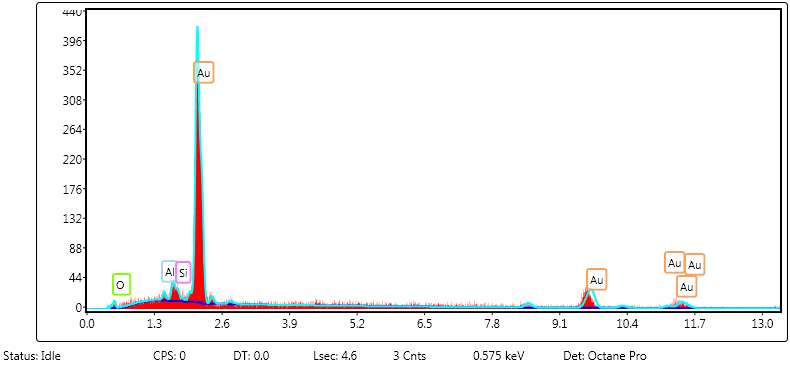 440
396
352
308
264
220
176
132
88
44
0
Au
O
Al
Si
Au
Au
Au
Au
0.0 1.3 2.6 3.9 5.2 6.5 7.8 9.1 10.4 11.7 13.0
Status: Idle CPS: 0 DT: 0.0 Lsec: 4.6 3 Cnts 0.575 keV Det: Octane Pro